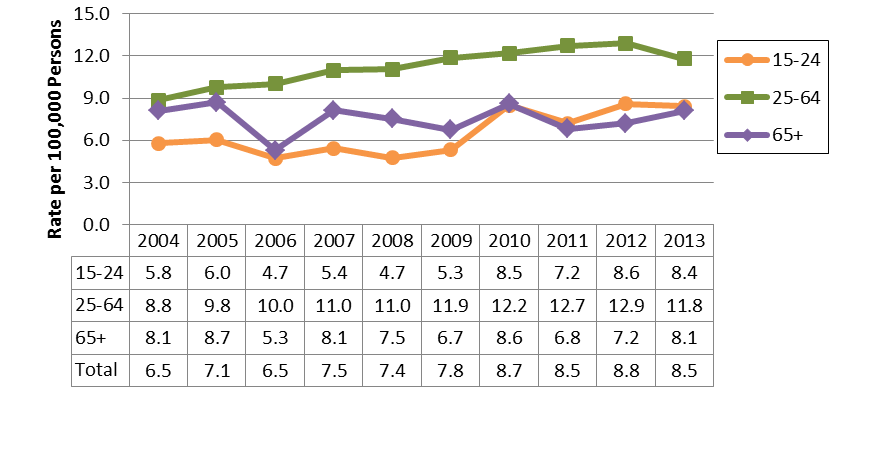 Rate per 100,000 Persons
15.0
12.0
9.0
6.0
3.0
0.0
15-24
25-64
65+
2004 2005 2006 2007 2008 2009 2010 2011 2012 2013
15-24 5.8 6.0 4.7 5.4 4.7 5.3 8.5 7.2 8.6 8.4
25-64 8.8 9.8 10.0 11.0 11.0 11.9 12.2 12.7 12.9 11.8
65+ 8.1 8.7 5.3 8.1 7.5 6.7 8.6 6.8 7.2 8.1
Total 6.5 7.1 6.5 7.5 7.4 7.8 8.7 8.5 8.8 8.5